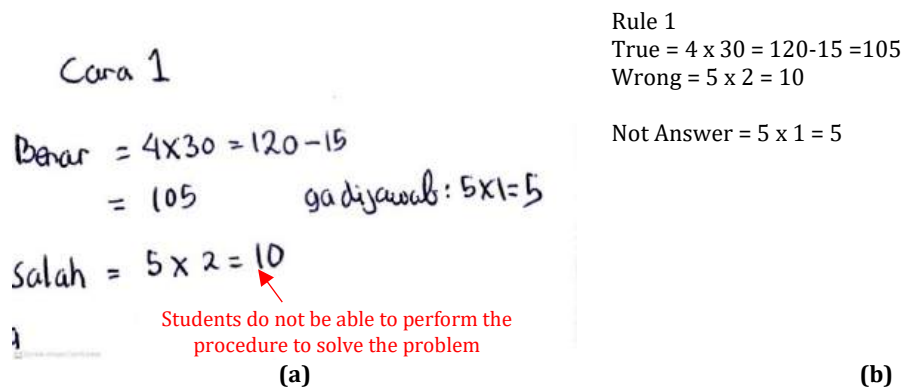 Cara 1
Benar = 4x30 = 120-15
= 105
ga dijawab: 5x1=5
Salah = 5 x 2 = 10
Students do not be able to perform the
procedure to solve the problem
(a)
Rule 1
True = 4 x 30 = 120-15 =105
Wrong = 5 x 2 = 10
Not Answer = 5 x 1 = 5
(b)